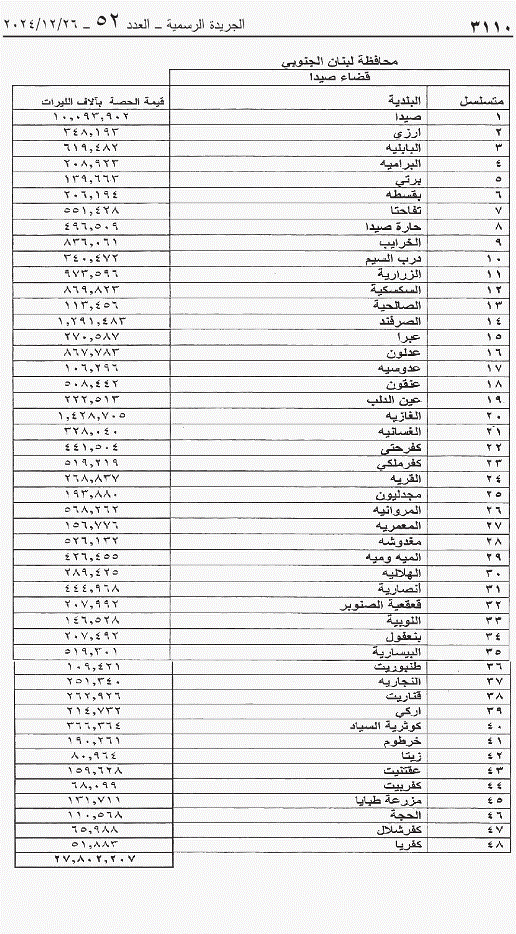 ٣١١٠ الجريدة الرسمية ــ العدد ٥٢ ــ ٢٠٢٤/١٢/٢٦
محافظة لبنان الجنوبي
قضاء صيدا
متسلسل البلدية قيمة الحصة بآلاف الليرات
١ صيدا ١٠,٠٩٣,٩٠٢
٢ ارزي ٣٤٨,١٩٣
٣ البابليه ٦١٩,٤٨٢
٤ البراميه ٢٠٨,٩٢٣
٥ برتي ١٣٩,٦٦٣
٦ بقسطه ٢٠٦,١٩٤
٧ تفاحتا ٥٥١,٤٢٨
٨ حارة صيدا ٤٩٦,٥٠٩
٩ الخرايب ٨٣٦,٠٦١
١٠ درب السيم ٣٤٠,٤٧٢
١١ الزرارية ٩٧٣,٥٩٦
١٢ السكسكية ٨٦٩,٨٢٣
١٣ الصالحية ١١٣,٤٥٦
١٤ الصرفند ١,٢٩١,٤٨٣
١٥ عبرا ٢٧٠,٥٨٧
١٦ عدلون ٨٦٧,٧٨٣
١٧ عدوسيه ١٠٦,٢٩٦
١٨ عنقون ٥٠٨,٤٤٢
١٩ عين الدلب ٢٢٢,٥١٣
٢٠ الغازيه ١,٤٢٨,٧٠٥
٢١ الغسانيه ٣٢٨,٠٤٠
٢٢ كفرحتى ٤٤١,٥٠٤
٢٣ كفرملكي ٥١٩,٢١٩
٢٤ القريه ٢٦٨,٨٣٧
٢٥ مجدليون ١٩٣,٨٨٠
٢٦ المروانيه ٥٦٨,٢٦٢
٢٧ المعمريه ١٥٦,٧٧٦
٢٨ مغدوشه ٥٢٦,١٣٢
٢٩ الميه وميه ٤٢٦,٤٥٥
٣٠ الهلاليه ٢٨٩,٤٢٥
٣١ أنصارية ٤٤٤,٩٦٨
٣٢ قعقعية الصنوبر ٢٠٧,٩٩٢
٣٣ اللوبية ١٤٦,٥٢٨
٣٤ بنعفول ٢٠٧,٤٩٢
٣٥ البيسارية ٥١٩,٣٠١
٣٦ طنبوريت ١٠٩,٤٢١
٣٧ النجاريه ٢٥١,٣٤٠
٣٨ قناريت ٢٦٢,٩٢٦
٣٩ اركي ٢١٤,٧٣٢
٤٠ كوثرية السياد ٣٦٦,٣٦٤
٤١ خرطوم ١٩٠,٢٦١
٤٢ زيتا ٨٠,٩٦٤
٤٣ عقتنيت ١٥٩,٦٢٨
٤٤ كفربيت ٦٨,٠٩٩
٤٥ مزرعة طبايا ١٣١,٧١١
٤٦ الحجة ١١٠,٥٦٨
٤٧ كفرشلال ٦٥,٩٨٨
٤٨ كفريا ٥١,٨٨٣
٢٧,٨٠٢,٢٠٧